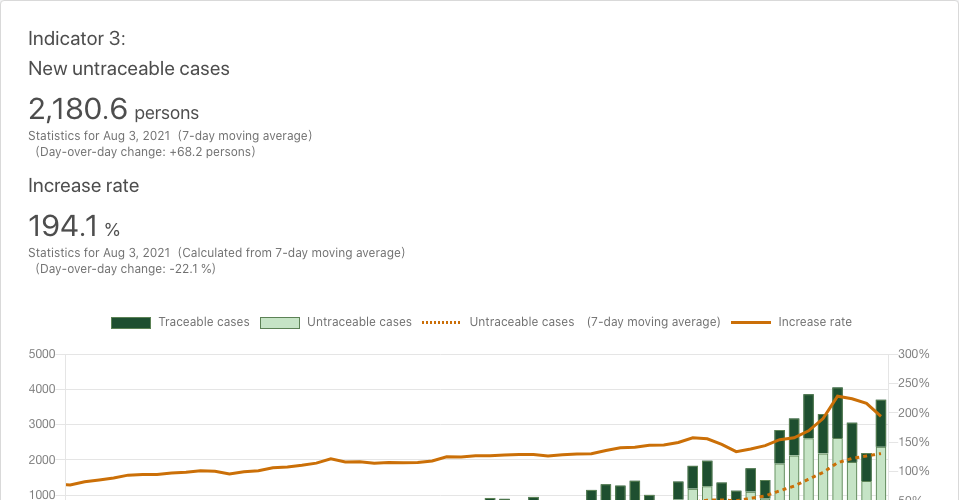 Indicator 3:
New untraceable cases
2,180.6 persons
Statistics for Aug 3, 2021 (7-day moving average)
(Day-over-day change: +68.2 persons)
Increase rate
194.1 %
Statistics for Aug 3, 2021 (Calculated from 7-day moving average)
(Day-over-day change: -22.1 %)
Traceable cases Untraceable cases Untraceable cases (7-day moving average) Increase rate
5000 300%
4000 250%
3000 200%
2000 150%
1000 100%
50%